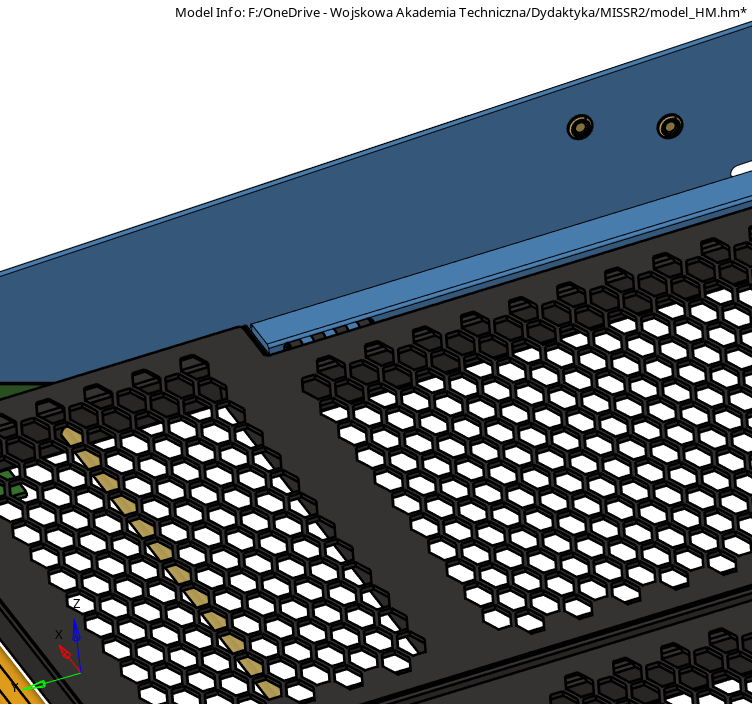 Model Info: F:/OneDrive - Wojskowa Akademia Techniczna/Dydaktyka/MISSR2/model_HM.hm*
Z
X
Y